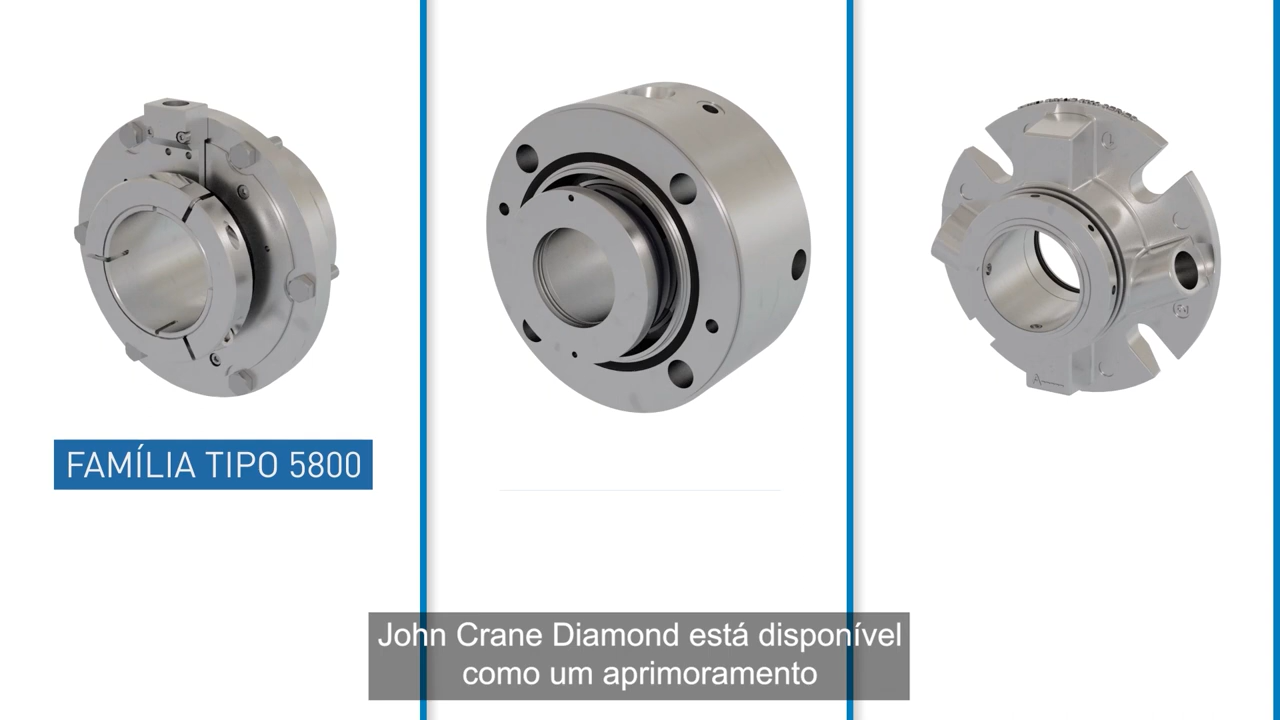 FAMÍLIA TIPO 5800
John Crane Diamond está disponível
como um aprimoramento